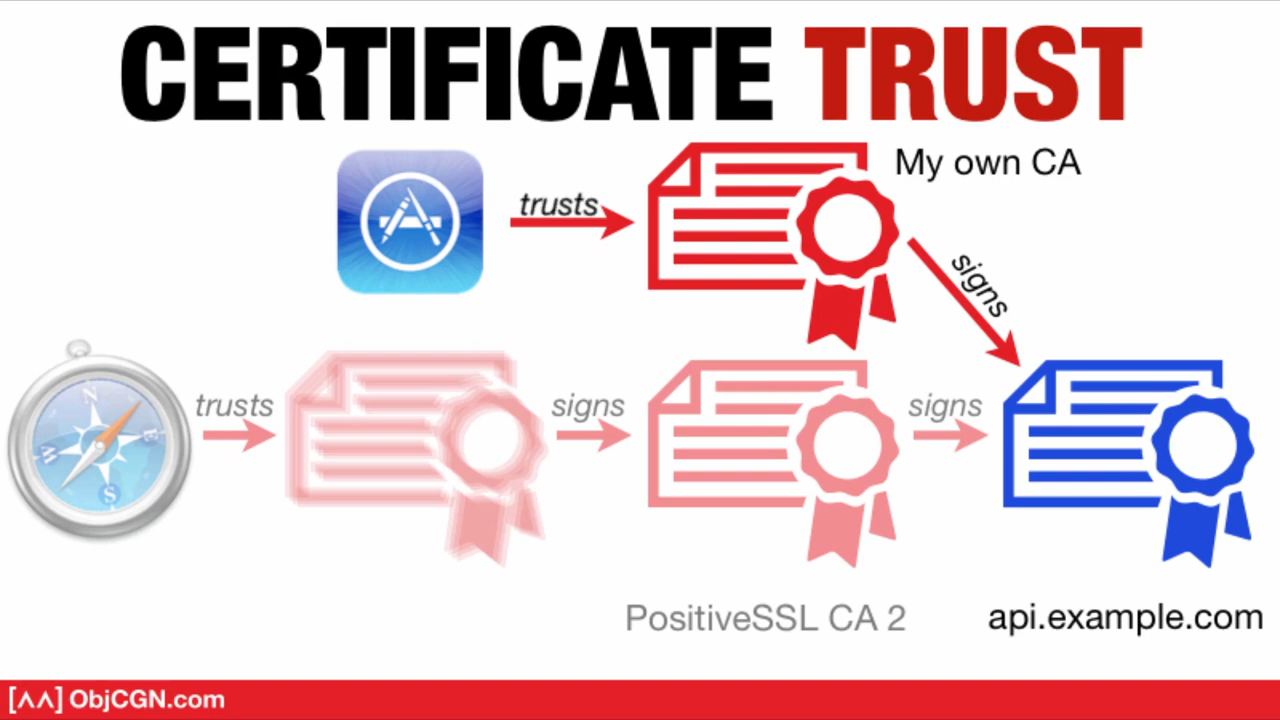 CERTIFICATE TRUST
My own CA
trusts
signs
trusts
signs
signs
N
E
W
S
PositiveSSL CA 2
api.example.com
[ʌʌ] ObjCGN.com